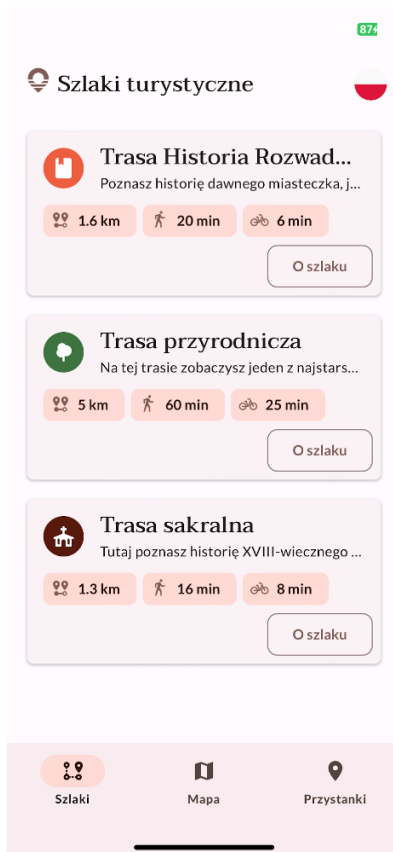 87
Szlaki turystyczne
Trasa Historia Rozwad...
Poznasz historię dawnego miasteczka, j...
1.6 km 20 min 6 min
O szlaku
Trasa przyrodnicza
Na tej trasie zobaczysz jeden z najstars...
5 km 60 min 25 min
O szlaku
Trasa sakralna
Tutaj poznasz historię XVIII-wiecznego ...
1.3 km 16 min 8 min
O szlaku
Szlaki Mapa Przystanki